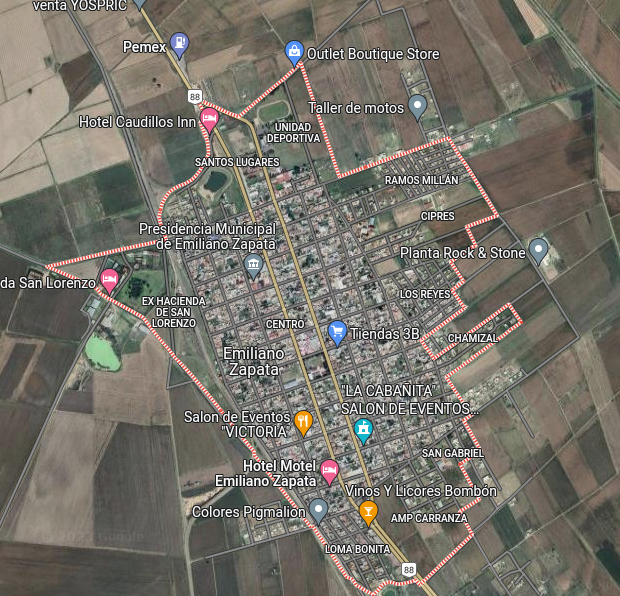 venta YOSPRIC
Pemex
Outlet Boutique Store
88
Taller de motos
Hotel Caudillos Inn
UNIDAD
DEPORTIVA
SANTOS LUGARES
RAMOS MILLÁN
CIPRES
Presidencia Municipal
de Emiliano Zapata
Planta Rock & Stone
da San Lorenzo
LOS REYES
EX HACIENDA
DE SAN
LORENZO
CENTRO
Tiendas 3B
CHAMIZAL
Emiliano
Zapata
"LA CABAÑITA"
SALON DE EVENTOS...
Salon de Eventos
"VICTORIA"
SAN GABRIEL
Hotel Motel
Emiliano Zapata
Vinos Y Licores Bombón
Colores Pigmalion
AMP CARRANZA
LOMA BONITA
88